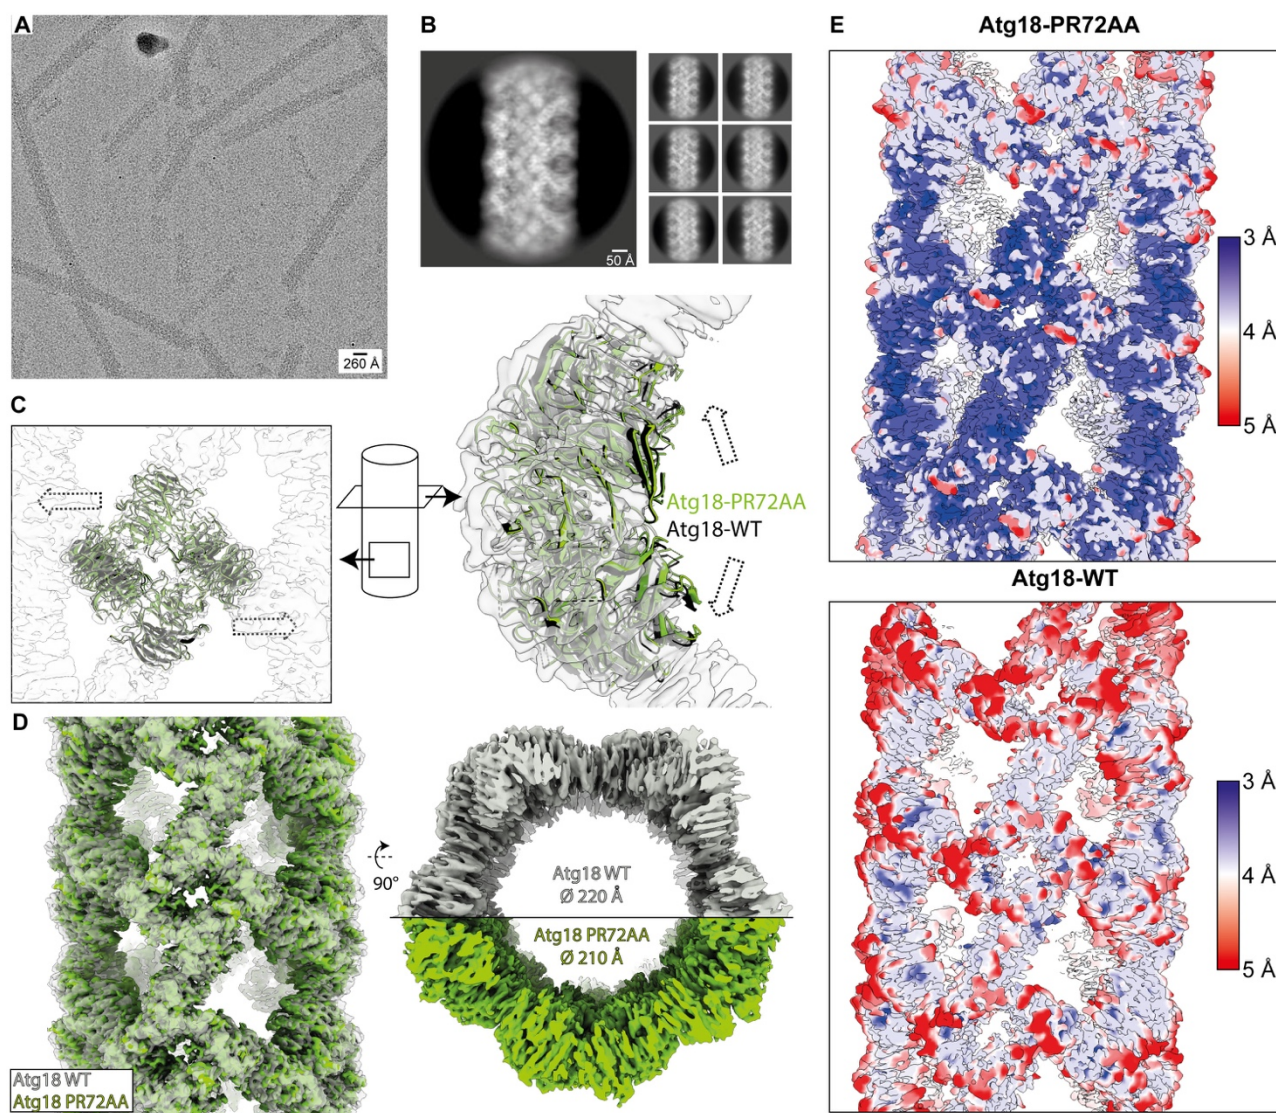 A
260 Å
B
50 Å
C
Atg18-PR72AA
Atg18-WT
D
Atg18 WT
Atg18 PR72AA
90°
Atg18 WT
Ø 220 Å
Atg18 PR72AA
Ø 210 Å
E
Atg18-PR72AA
3 Å
4 Å
5 Å
Atg18-WT
3 Å
4 Å
5 Å